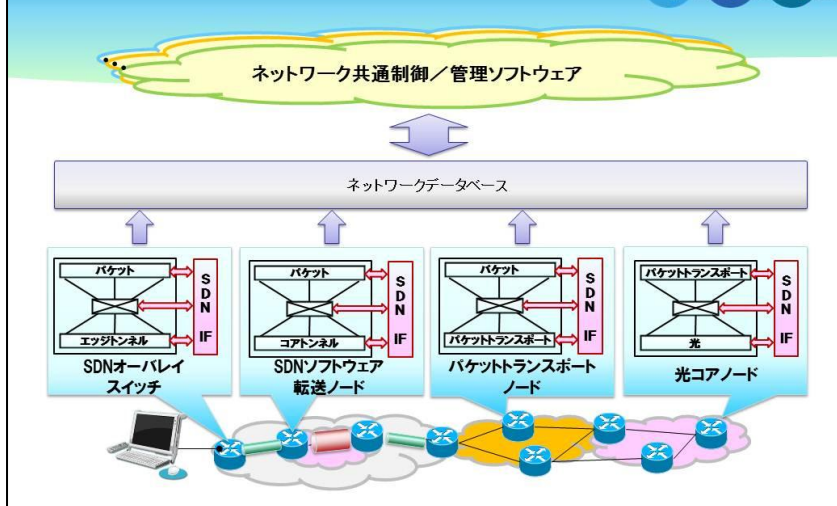 ネットワーク共通制御／管理ソフトウェア
ネットワークデータベース
パケット
エッジトンネル
SDN IF
SDNオーバレイ
スイッチ
パケット
コアトンネル
SDN IF
SDNソフトウェア
転送ノード
パケット
パケットトランスポート
SDN IF
パケットトランスポート
ノード
パケットトランスポート
光
SDN IF
光コアノード